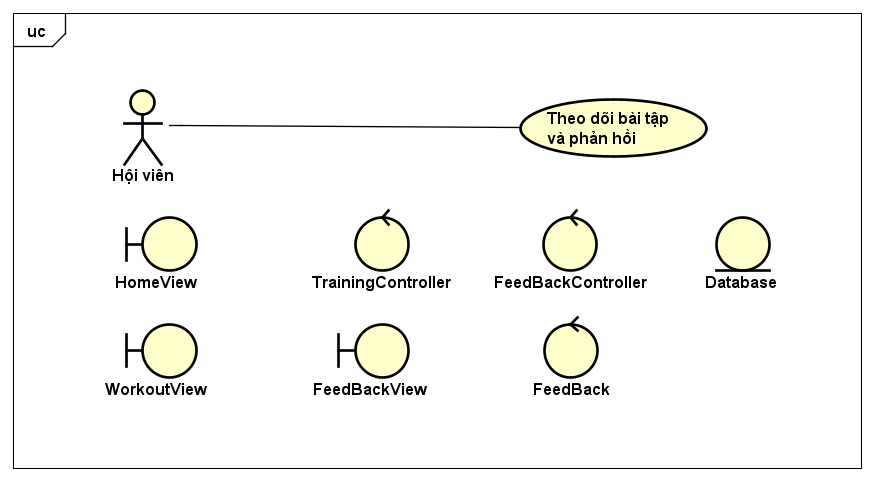 uc
Theo dõi bài tập
và phản hồi
Hội viên
HomeView
TrainingController
FeedBackController
Database
WorkoutView
FeedBackView
FeedBack